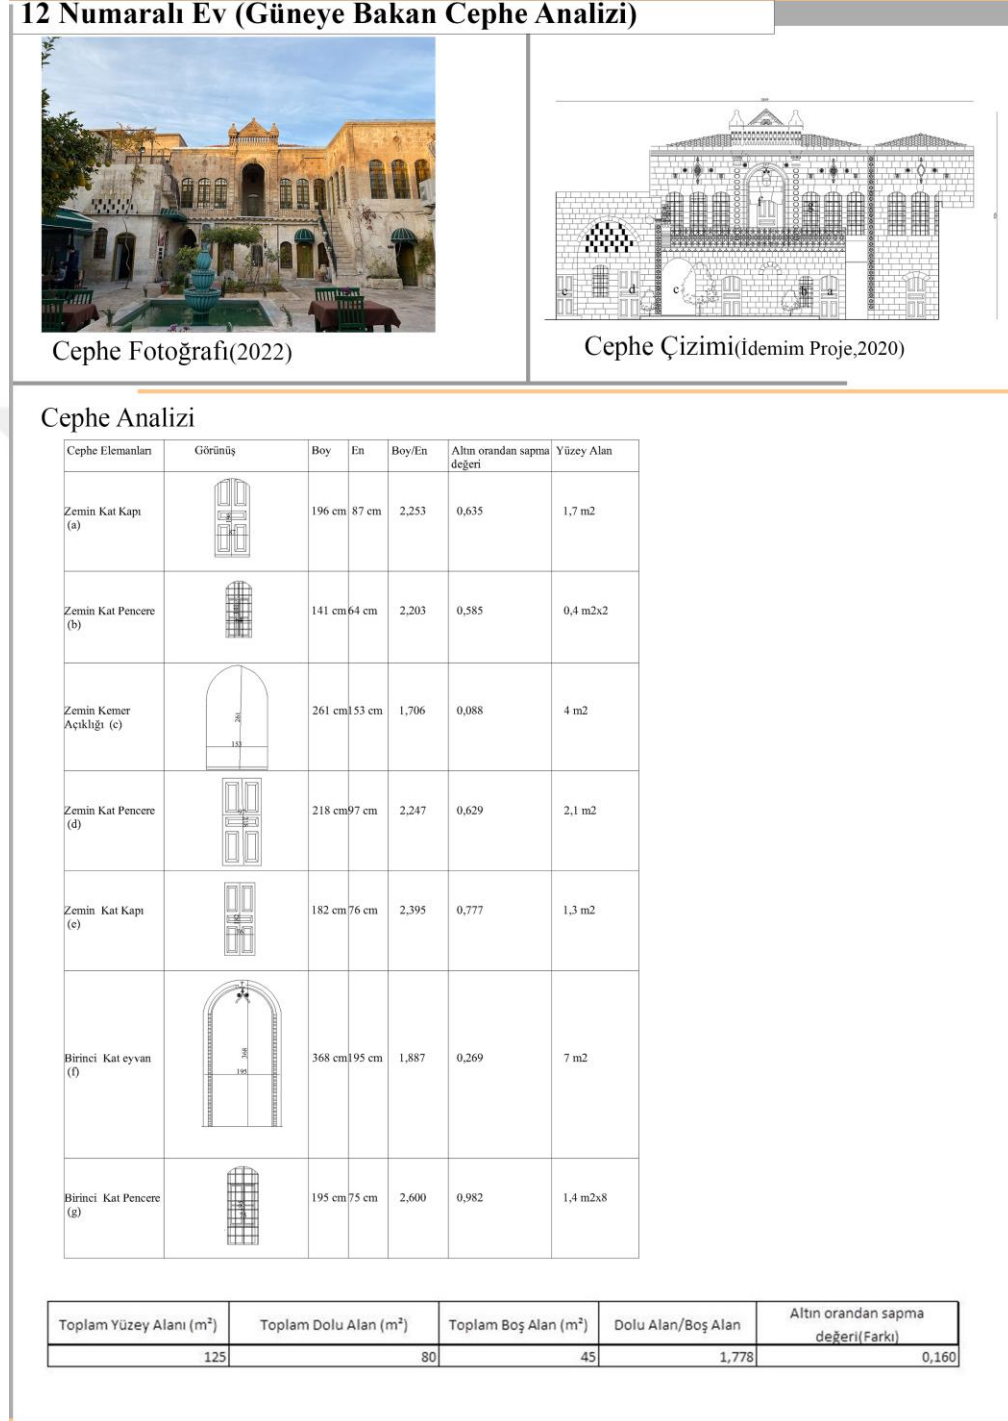 12 Numaralı Ev (Güneye Bakan Cephe Analizi)
Cephe Fotoğrafı(2022)
e
d
c
f
g
b
a
Cephe Çizimi(İdemim Proje,2020)
Cephe Analizi
Cephe Elemanları Görünüş Boy En Boy/En Altın orandan sapma değeri Yüzey Alan
Zemin Kat Kapı (a) 196 cm 87 cm 2,253 0,635 1,7 m2
Zemin Kat Pencere (b) 141 cm 64 cm 2,203 0,585 0,4 m2x2
Zemin Kemer Açıklığı (c) 261 153 261 cm 153 cm 1,706 0,088 4 m2
Zemin Kat Pencere (d) 218 cm 97 cm 2,247 0,629 2,1 m2
Zemin Kat Kapı (e) 182 cm 76 cm 2,395 0,777 1,3 m2
Birinci Kat eyvan (f) 368 195 368 cm 195 cm 1,887 0,269 7 m2
Birinci Kat Pencere (g) 195 cm 75 cm 2,600 0,982 1,4 m2x8
Toplam Yüzey Alanı (m²) Toplam Dolu Alan (m²) Toplam Boş Alan (m²) Dolu Alan/Boş Alan Altın orandan sapma değeri(Farkı)
125 80 45 1,778 0,160